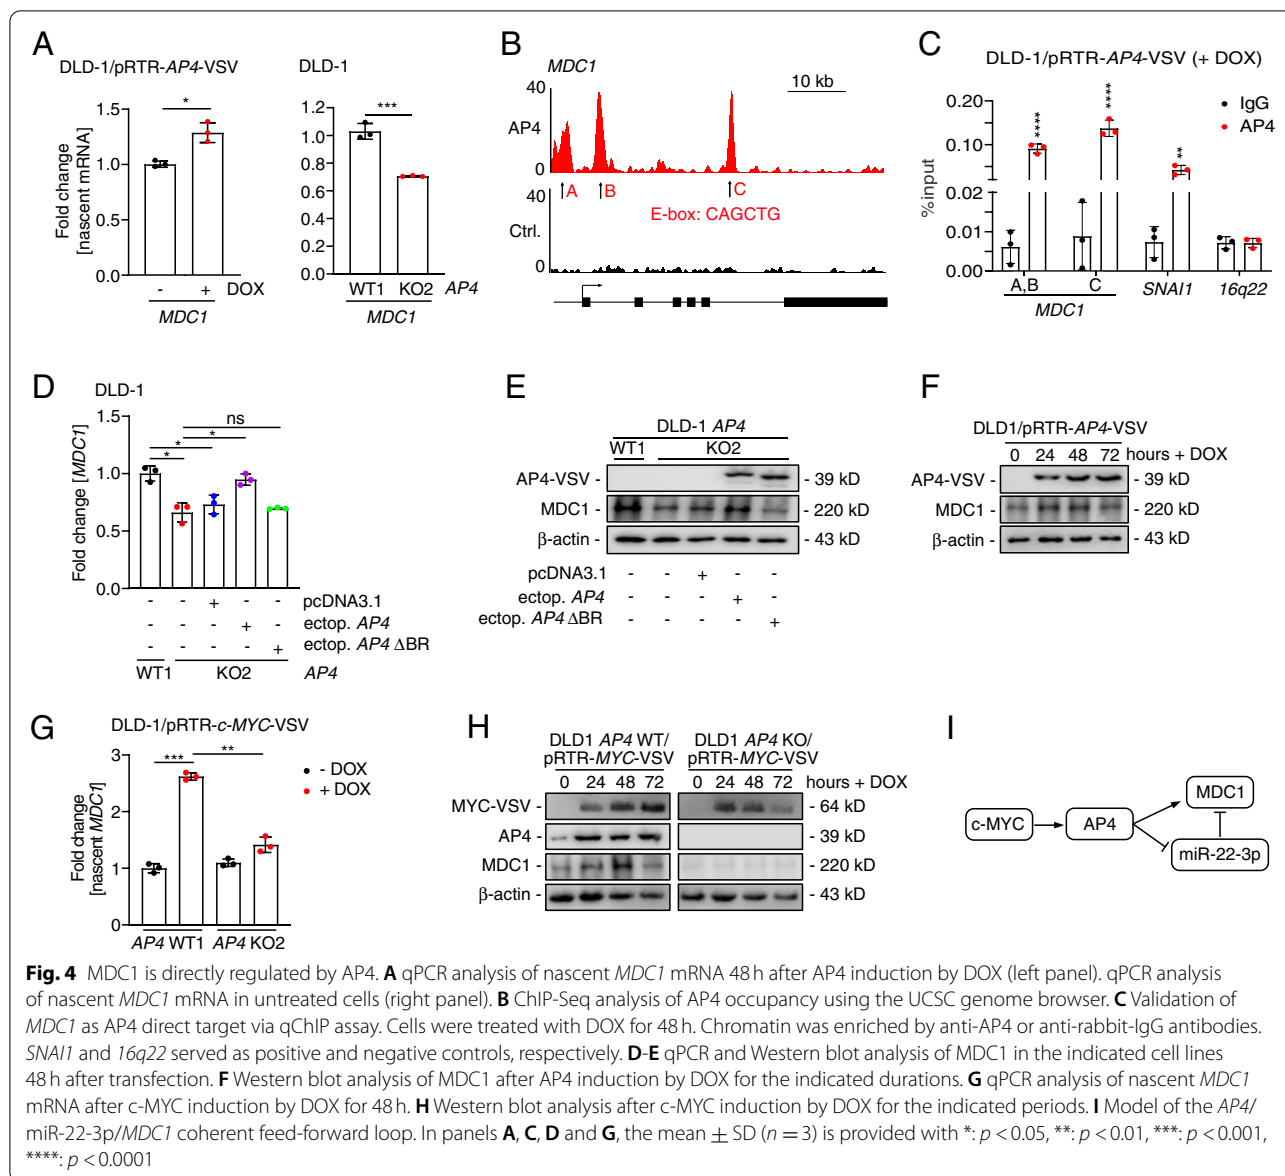 A
DLD-1/pRTR-AP4-VSV
Fold change
[nascent mRNA]
1.5
1.0
0.5
0.0
*
- + DOX
MDC1
DLD-1
1.2
1.0
0.8
0.6
0.4
0.2
0.0
***
WT1 KO2 AP4
MDC1
B
MDC1
10 kb
40
AP4
0
A B C
E-box: CAGCTG
40
Ctrl.
0
C
DLD-1/pRTR-AP4-VSV (+ DOX)
%input
0.20
0.10
0.00
0.02
0.01
0.00
**** **** **
IgG
AP4
A,B C SNAI1 16q22
MDC1
D
DLD-1
Fold change [MDC1]
1.5
1.0
0.5
0.0
ns
*
*
*
- - + - - pcDNA3.1
- - - + - ectop. AP4
- - - - + ectop. AP4 ΔBR
WT1 KO2 AP4
E
DLD-1 AP4
WT1 KO2
AP4-VSV - - 39 kD
MDC1 - - 220 kD
β-actin - - 43 kD
pcDNA3.1 - - + - -
ectop. AP4 - - - + -
ectop. AP4 ΔBR - - - - +
F
DLD1/pRTR-AP4-VSV
0 24 48 72 hours + DOX
AP4-VSV - - 39 kD
MDC1 - - 220 kD
β-actin - - 43 kD
G
DLD-1/pRTR-c-MYC-VSV
Fold change
[nascent MDC1]
3
2
1
0
*** **
- DOX
+ DOX
AP4 WT1 AP4 KO2
H
DLD1 AP4 WT/ DLD1 AP4 KO/
pRTR-MYC-VSV pRTR-MYC-VSV
0 24 48 72 0 24 48 72 hours + DOX
MYC-VSV - - 64 kD
AP4 - - 39 kD
MDC1 - - 220 kD
β-actin - - 43 kD
I
c-MYC AP4 MDC1
miR-22-3p
Fig. 4 MDC1 is directly regulated by AP4. A qPCR analysis of nascent MDC1 mRNA 48 h after AP4 induction by DOX (left panel). qPCR analysis
of nascent MDC1 mRNA in untreated cells (right panel). B ChIP-Seq analysis of AP4 occupancy using the UCSC genome browser. C Validation of
MDC1 as AP4 direct target via qChIP assay. Cells were treated with DOX for 48 h. Chromatin was enriched by anti-AP4 or anti-rabbit-IgG antibodies.
SNAI1 and 16q22 served as positive and negative controls, respectively. D-E qPCR and Western blot analysis of MDC1 in the indicated cell lines
48 h after transfection. F Western blot analysis of MDC1 after AP4 induction by DOX for the indicated durations. G qPCR analysis of nascent MDC1
mRNA after c-MYC induction by DOX for 48 h. H Western blot analysis after c-MYC induction by DOX for the indicated periods. I Model of the AP4/
miR-22-3p/MDC1 coherent feed-forward loop. In panels A, C, D and G, the mean ± SD (n = 3) is provided with *: p < 0.05, **: p < 0.01, ***: p < 0.001,
****: p < 0.0001